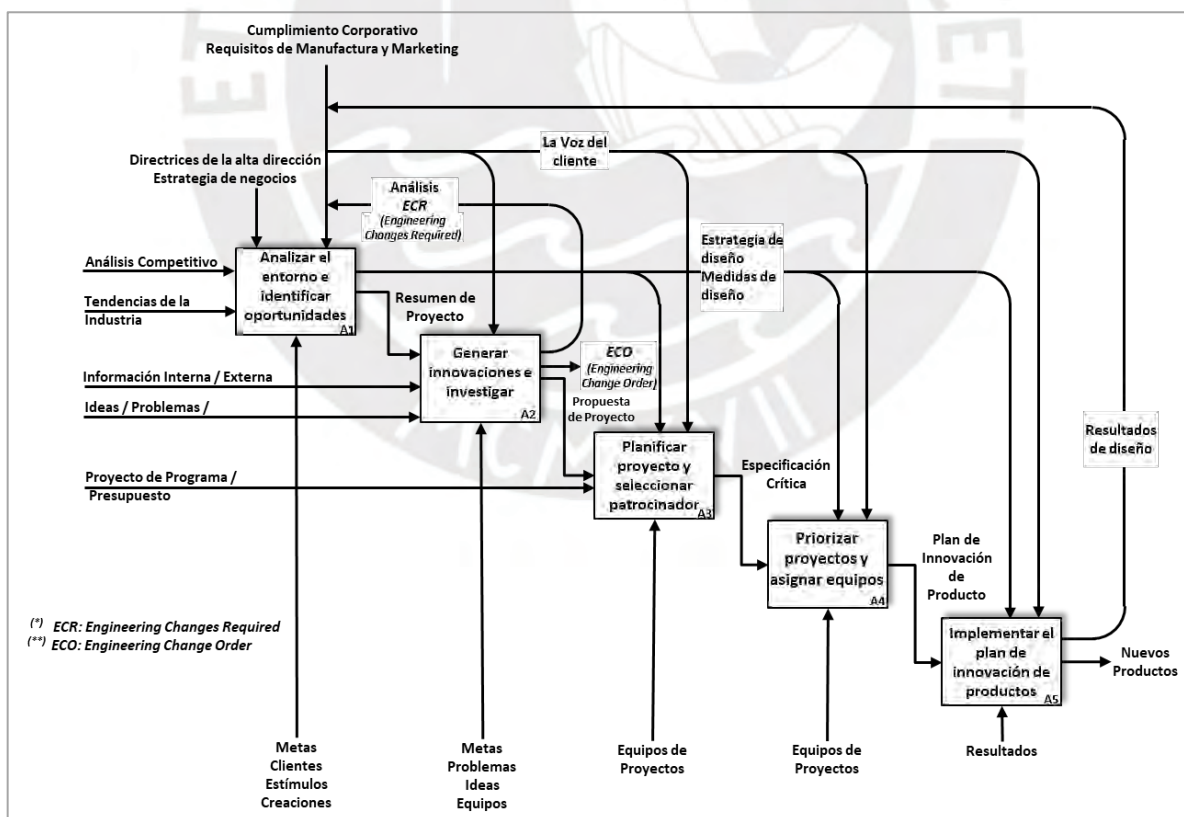 Cumplimiento Corporativo
Requisitos de Manufactura y Marketing
La Voz del
cliente
Directrices de la alta dirección
Estrategia de negocios
Análisis
ECR
(Engineering
Changes Required)
Análisis Competitivo
Tendencias de la
Industria
Analizar el
entorno e
identificar
oportunidades
A1
Estrategia de
diseño
Medidas de
diseño
Resumen de
Proyecto
Información Interna / Externa
Ideas / Problemas /
Generar
innovaciones e
investigar
A2
ECO
(Engineering
Change Order)
Propuesta
de Proyecto
Resultados
de diseño
Proyecto de Programa /
Presupuesto
Planificar
proyecto y
seleccionar
patrocinador
A3
Especificación
Crítica
Priorizar
proyectos y
asignar equipos
A4
Plan de
Innovación
de
Producto
(*) ECR: Engineering Changes Required
(**) ECO: Engineering Change Order
Implementar el
plan de
innovación de
productos
A5
Nuevos
Productos
Metas
Clientes
Estímulos
Creaciones
Metas
Problemas
Ideas
Equipos
Equipos de
Proyectos
Equipos de
Proyectos
Resultados